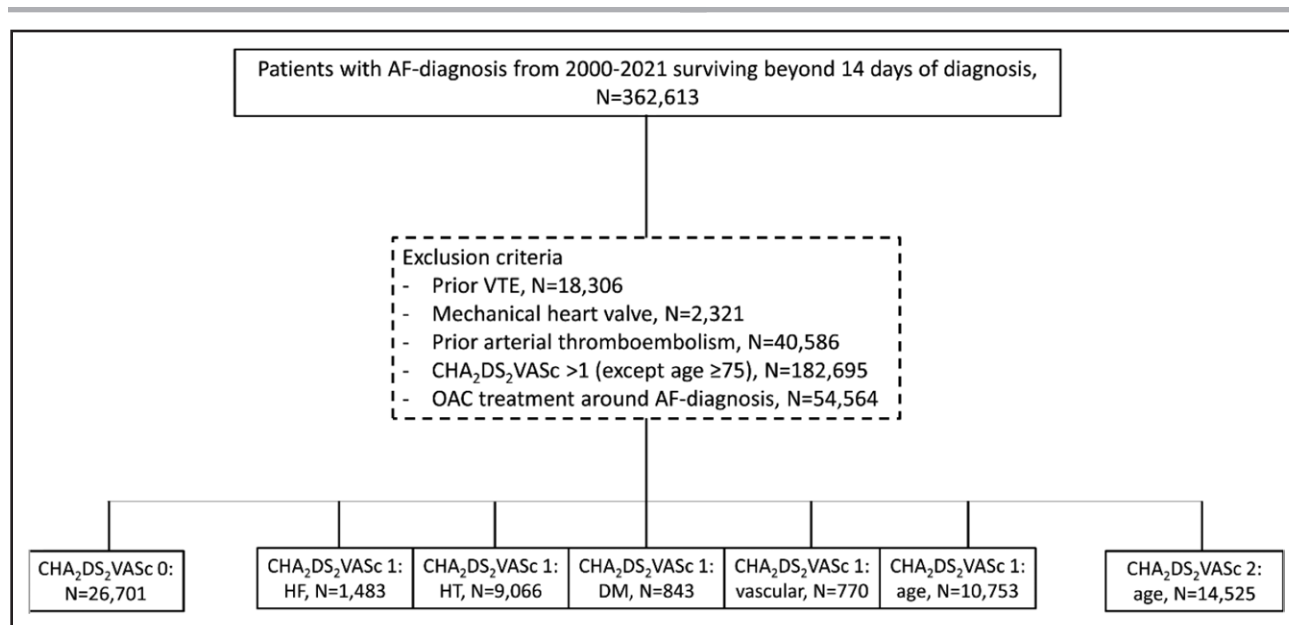 Patients with AF-diagnosis from 2000-2021 surviving beyond 14 days of diagnosis,
N=362,613
Exclusion criteria
- Prior VTE, N=18,306
- Mechanical heart valve, N=2,321
- Prior arterial thromboembolism, N=40,586
- CHA₂DS₂VASc >1 (except age ≥75), N=182,695
- OAC treatment around AF-diagnosis, N=54,564
CHA₂DS₂VASc 0:
N=26,701
CHA₂DS₂VASc 1:
HF, N=1,483
CHA₂DS₂VASc 1:
HT, N=9,066
CHA₂DS₂VASc 1:
DM, N=843
CHA₂DS₂VASc 1:
vascular, N=770
CHA₂DS₂VASc 1:
age, N=10,753
CHA₂DS₂VASc 2:
age, N=14,525